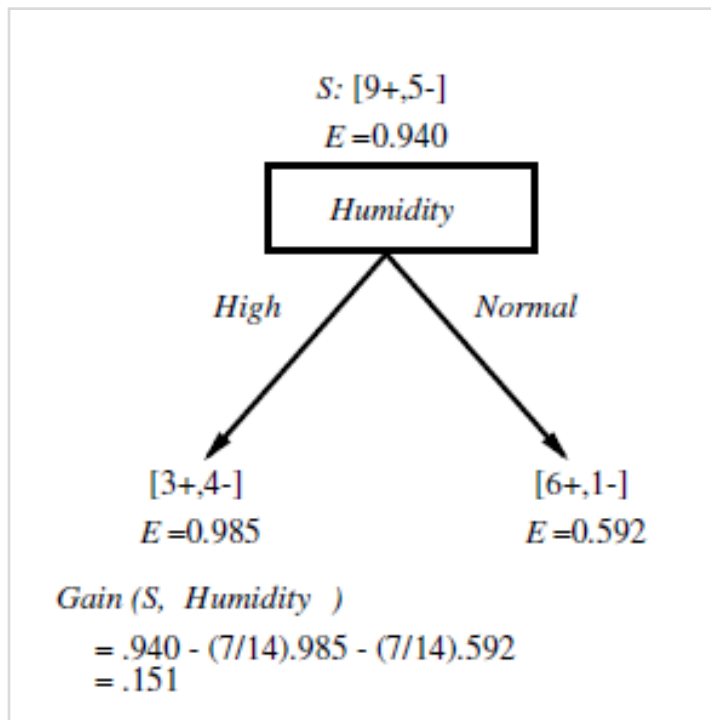 S: [9+,5-]
E =0.940
Humidity
High
Normal
[3+,4-]
[6+,1-]
E =0.985
E =0.592
Gain (S, Humidity )
= .940 - (7/14).985 - (7/14).592
= .151